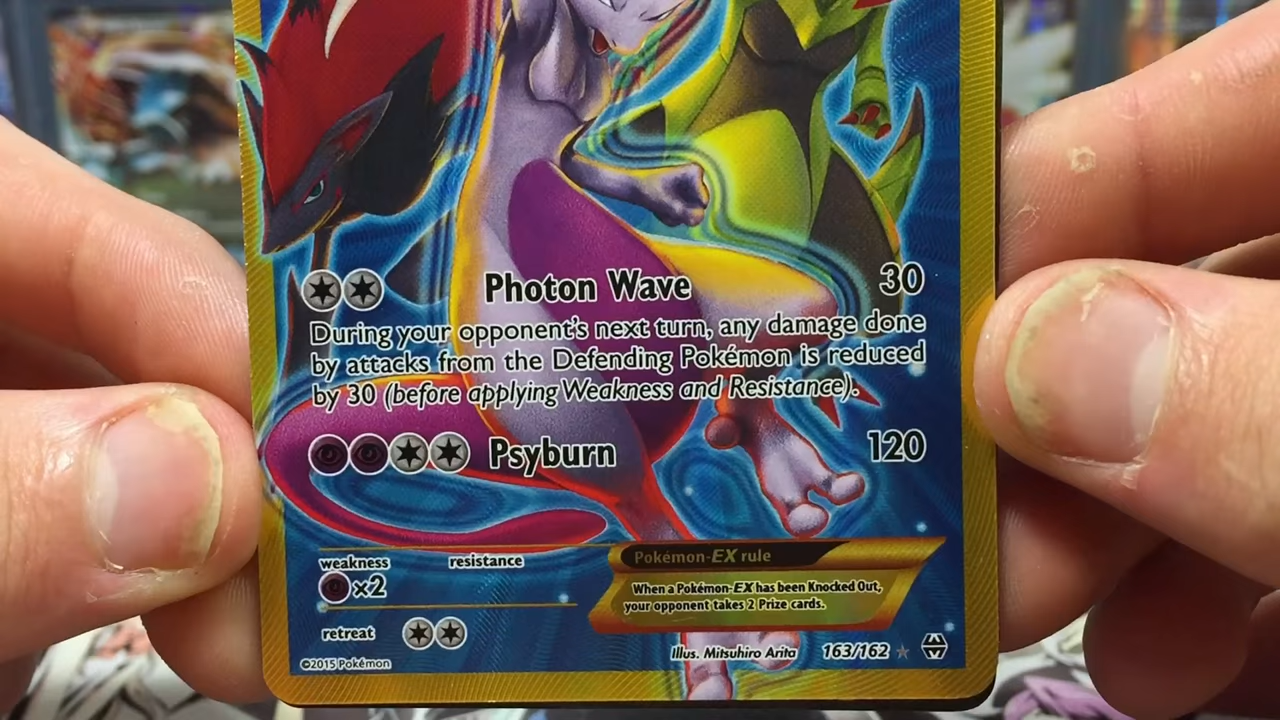 Photon Wave 30
During your opponent's next turn, any damage done
by attacks from the Defending Pokémon is reduced
by 30 (before applying Weakness and Resistance).
Psyburn 120
weakness resistance
×2
Pokémon-EX rule
When a Pokémon-EX has been Knocked Out,
your opponent takes 2 Prize cards.
retreat
©2015 Pokémon
Illus. Mitsuhiro Arita 163/162